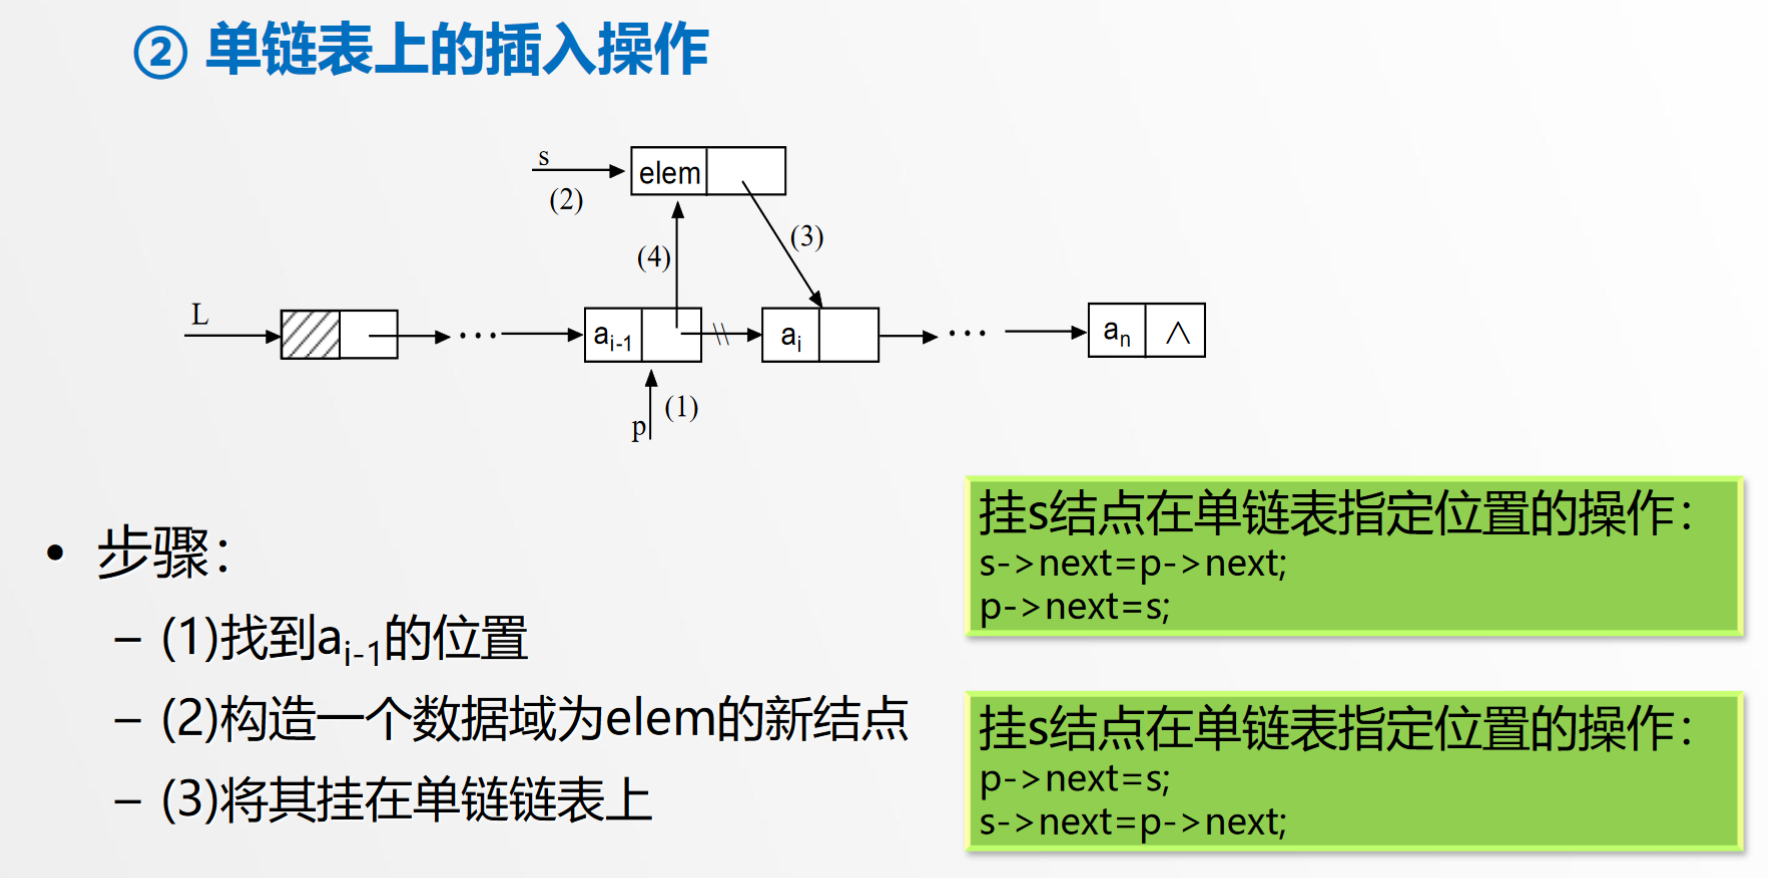 ② 单链表上的插入操作
s
elem
(2)
(3)
(4)
L
a_{i-1}
a_i
a_n ∧
p
(1)
• 步骤：
– (1)找到a_{i-1}的位置
– (2)构造一个数据域为elem的新结点
– (3)将其挂在单链链表上
挂s结点在单链表指定位置的操作：
s->next=p->next;
p->next=s;
挂s结点在单链表指定位置的操作：
p->next=s;
s->next=p->next;